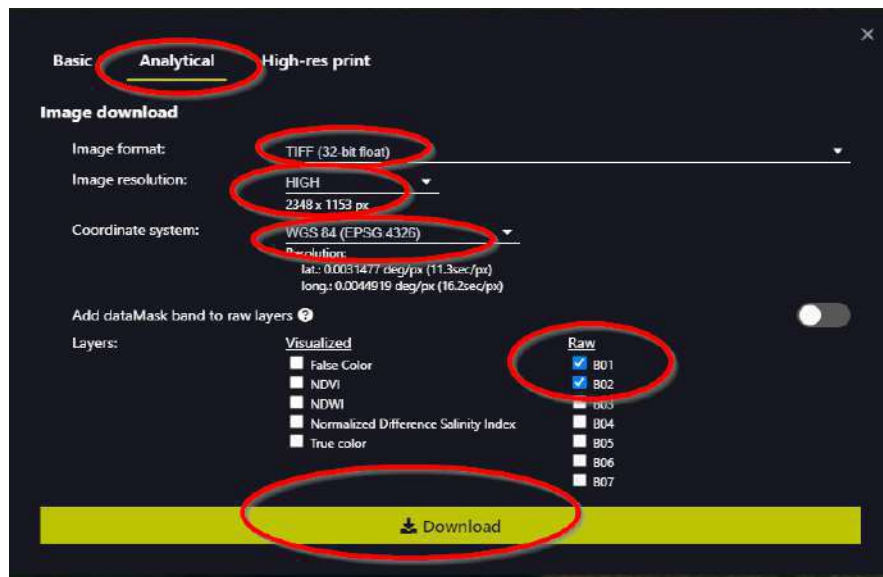 Basic Analytical High-res print
Image download
Image format: TIFF (32-bit float)
Image resolution: HIGH
2348 x 1153 px
Coordinate system: WGS 84 (EPSG 4326)
Resolution:
lat.: 0.0031477 deg/px (11.3sec/px)
long.: 0.0044919 deg/px (16.2sec/px)
Add dataMask band to raw layers ?
Layers: Visualized Raw
False Color B01
NDVI B02
NDWI B03
Normalized Difference Salinity Index B04
True color B05
B06
B07
Download